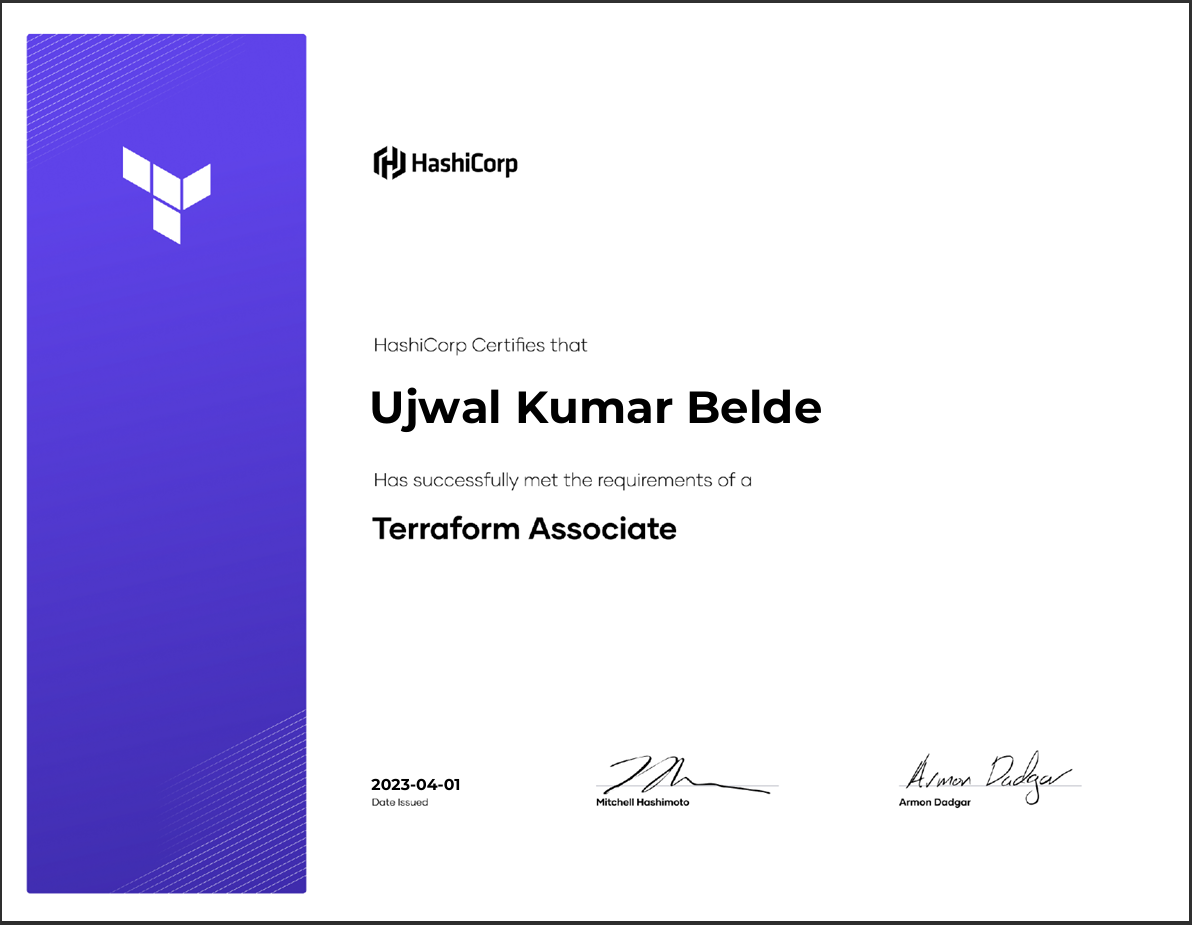 HashiCorp
HashiCorp Certifies that
Ujwal Kumar Belde
Has successfully met the requirements of a
Terraform Associate
2023-04-01
Date Issued
Mitchell Hashimoto
Armon Dadgar
Armon Dadgar